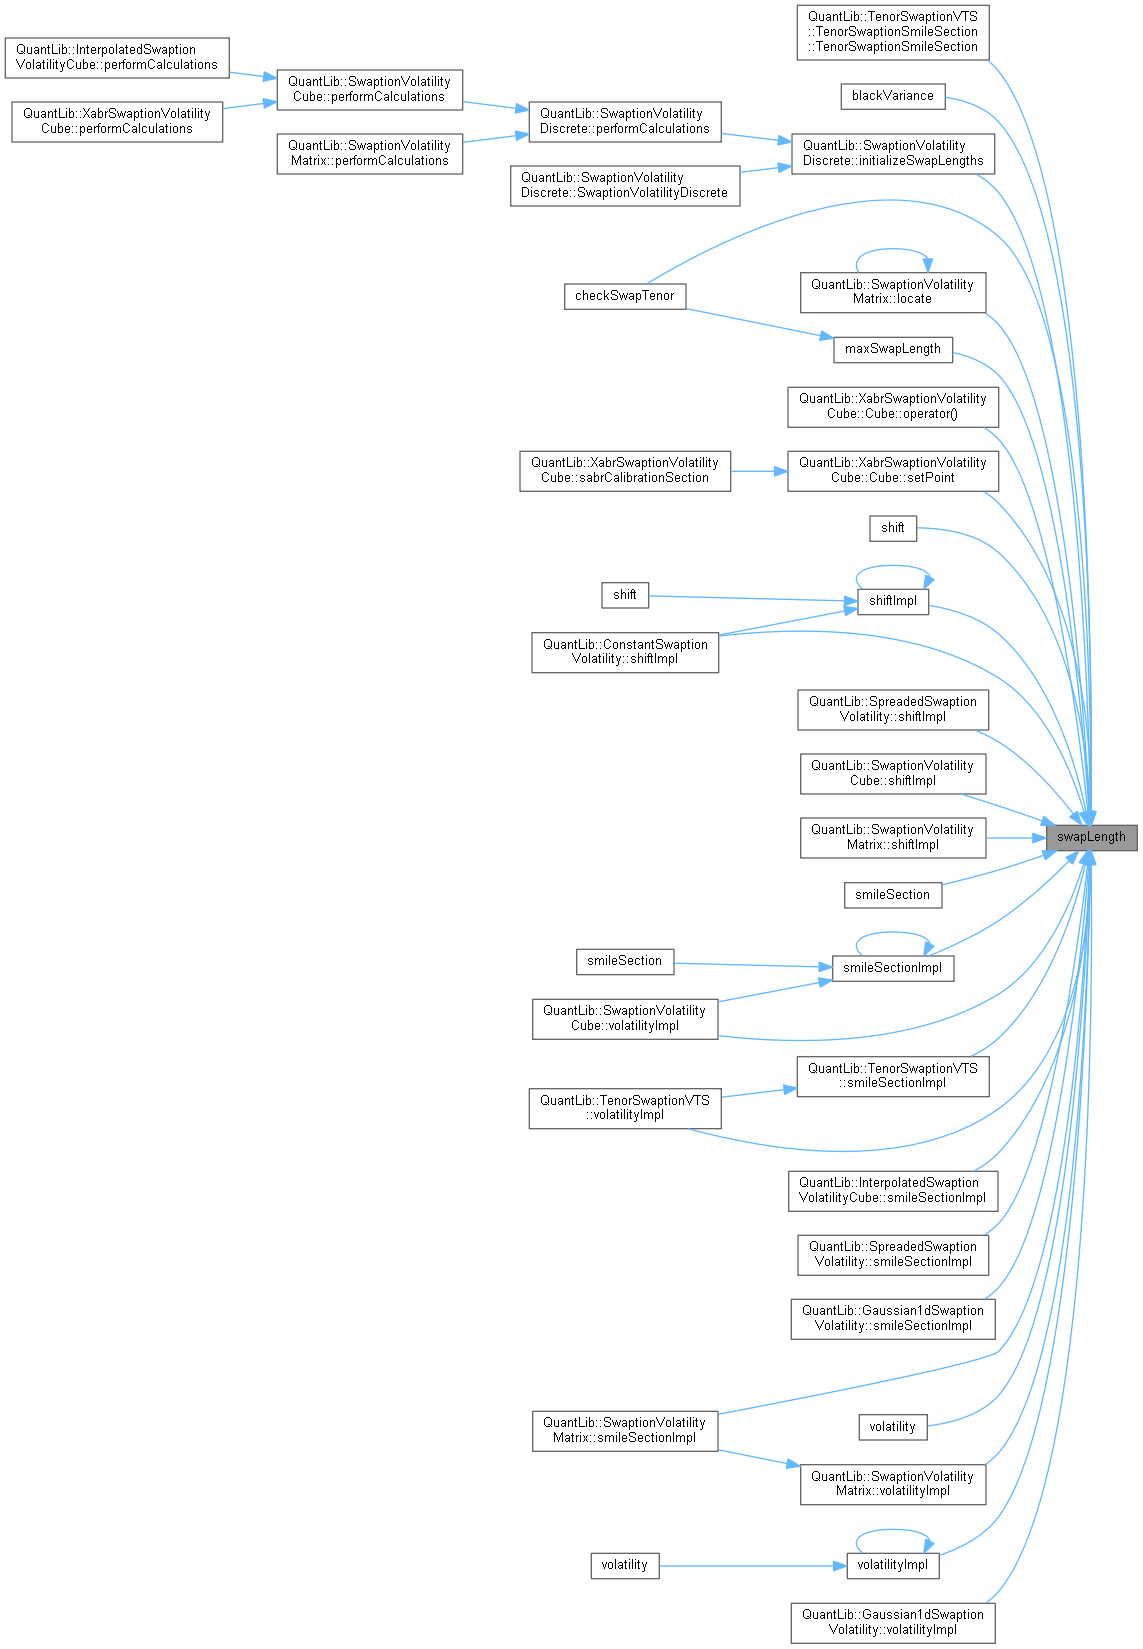 QuantLib::TenorSwaptionVTS
::TenorSwaptionSmileSection
::TenorSwaptionSmileSection
QuantLib::InterpolatedSwaption
VolatilityCube::performCalculations
QuantLib::SwaptionVolatility
Cube::performCalculations
blackVariance
QuantLib::XabrSwaptionVolatility
Cube::performCalculations
QuantLib::SwaptionVolatility
Discrete::performCalculations
QuantLib::SwaptionVolatility
Matrix::performCalculations
QuantLib::SwaptionVolatility
Discrete::initializeSwapLengths
QuantLib::SwaptionVolatility
Discrete::SwaptionVolatilityDiscrete
checkSwapTenor
QuantLib::SwaptionVolatility
Matrix::locate
maxSwapLength
QuantLib::XabrSwaptionVolatility
Cube::Cube::operator()
QuantLib::XabrSwaptionVolatility
Cube::sabrCalibrationSection
QuantLib::XabrSwaptionVolatility
Cube::Cube::setPoint
shift
shift
shiftImpl
QuantLib::ConstantSwaption
Volatility::shiftImpl
QuantLib::SpreadedSwaption
Volatility::shiftImpl
QuantLib::SwaptionVolatility
Cube::shiftImpl
QuantLib::SwaptionVolatility
Matrix::shiftImpl
swapLength
smileSection
smileSection
smileSectionImpl
QuantLib::SwaptionVolatility
Cube::volatilityImpl
QuantLib::TenorSwaptionVTS
::smileSectionImpl
QuantLib::TenorSwaptionVTS
::volatilityImpl
QuantLib::InterpolatedSwaption
VolatilityCube::smileSectionImpl
QuantLib::SpreadedSwaption
Volatility::smileSectionImpl
QuantLib::Gaussian1dSwaption
Volatility::smileSectionImpl
QuantLib::SwaptionVolatility
Matrix::smileSectionImpl
volatility
QuantLib::SwaptionVolatility
Matrix::volatilityImpl
volatility
volatilityImpl
QuantLib::Gaussian1dSwaption
Volatility::volatilityImpl